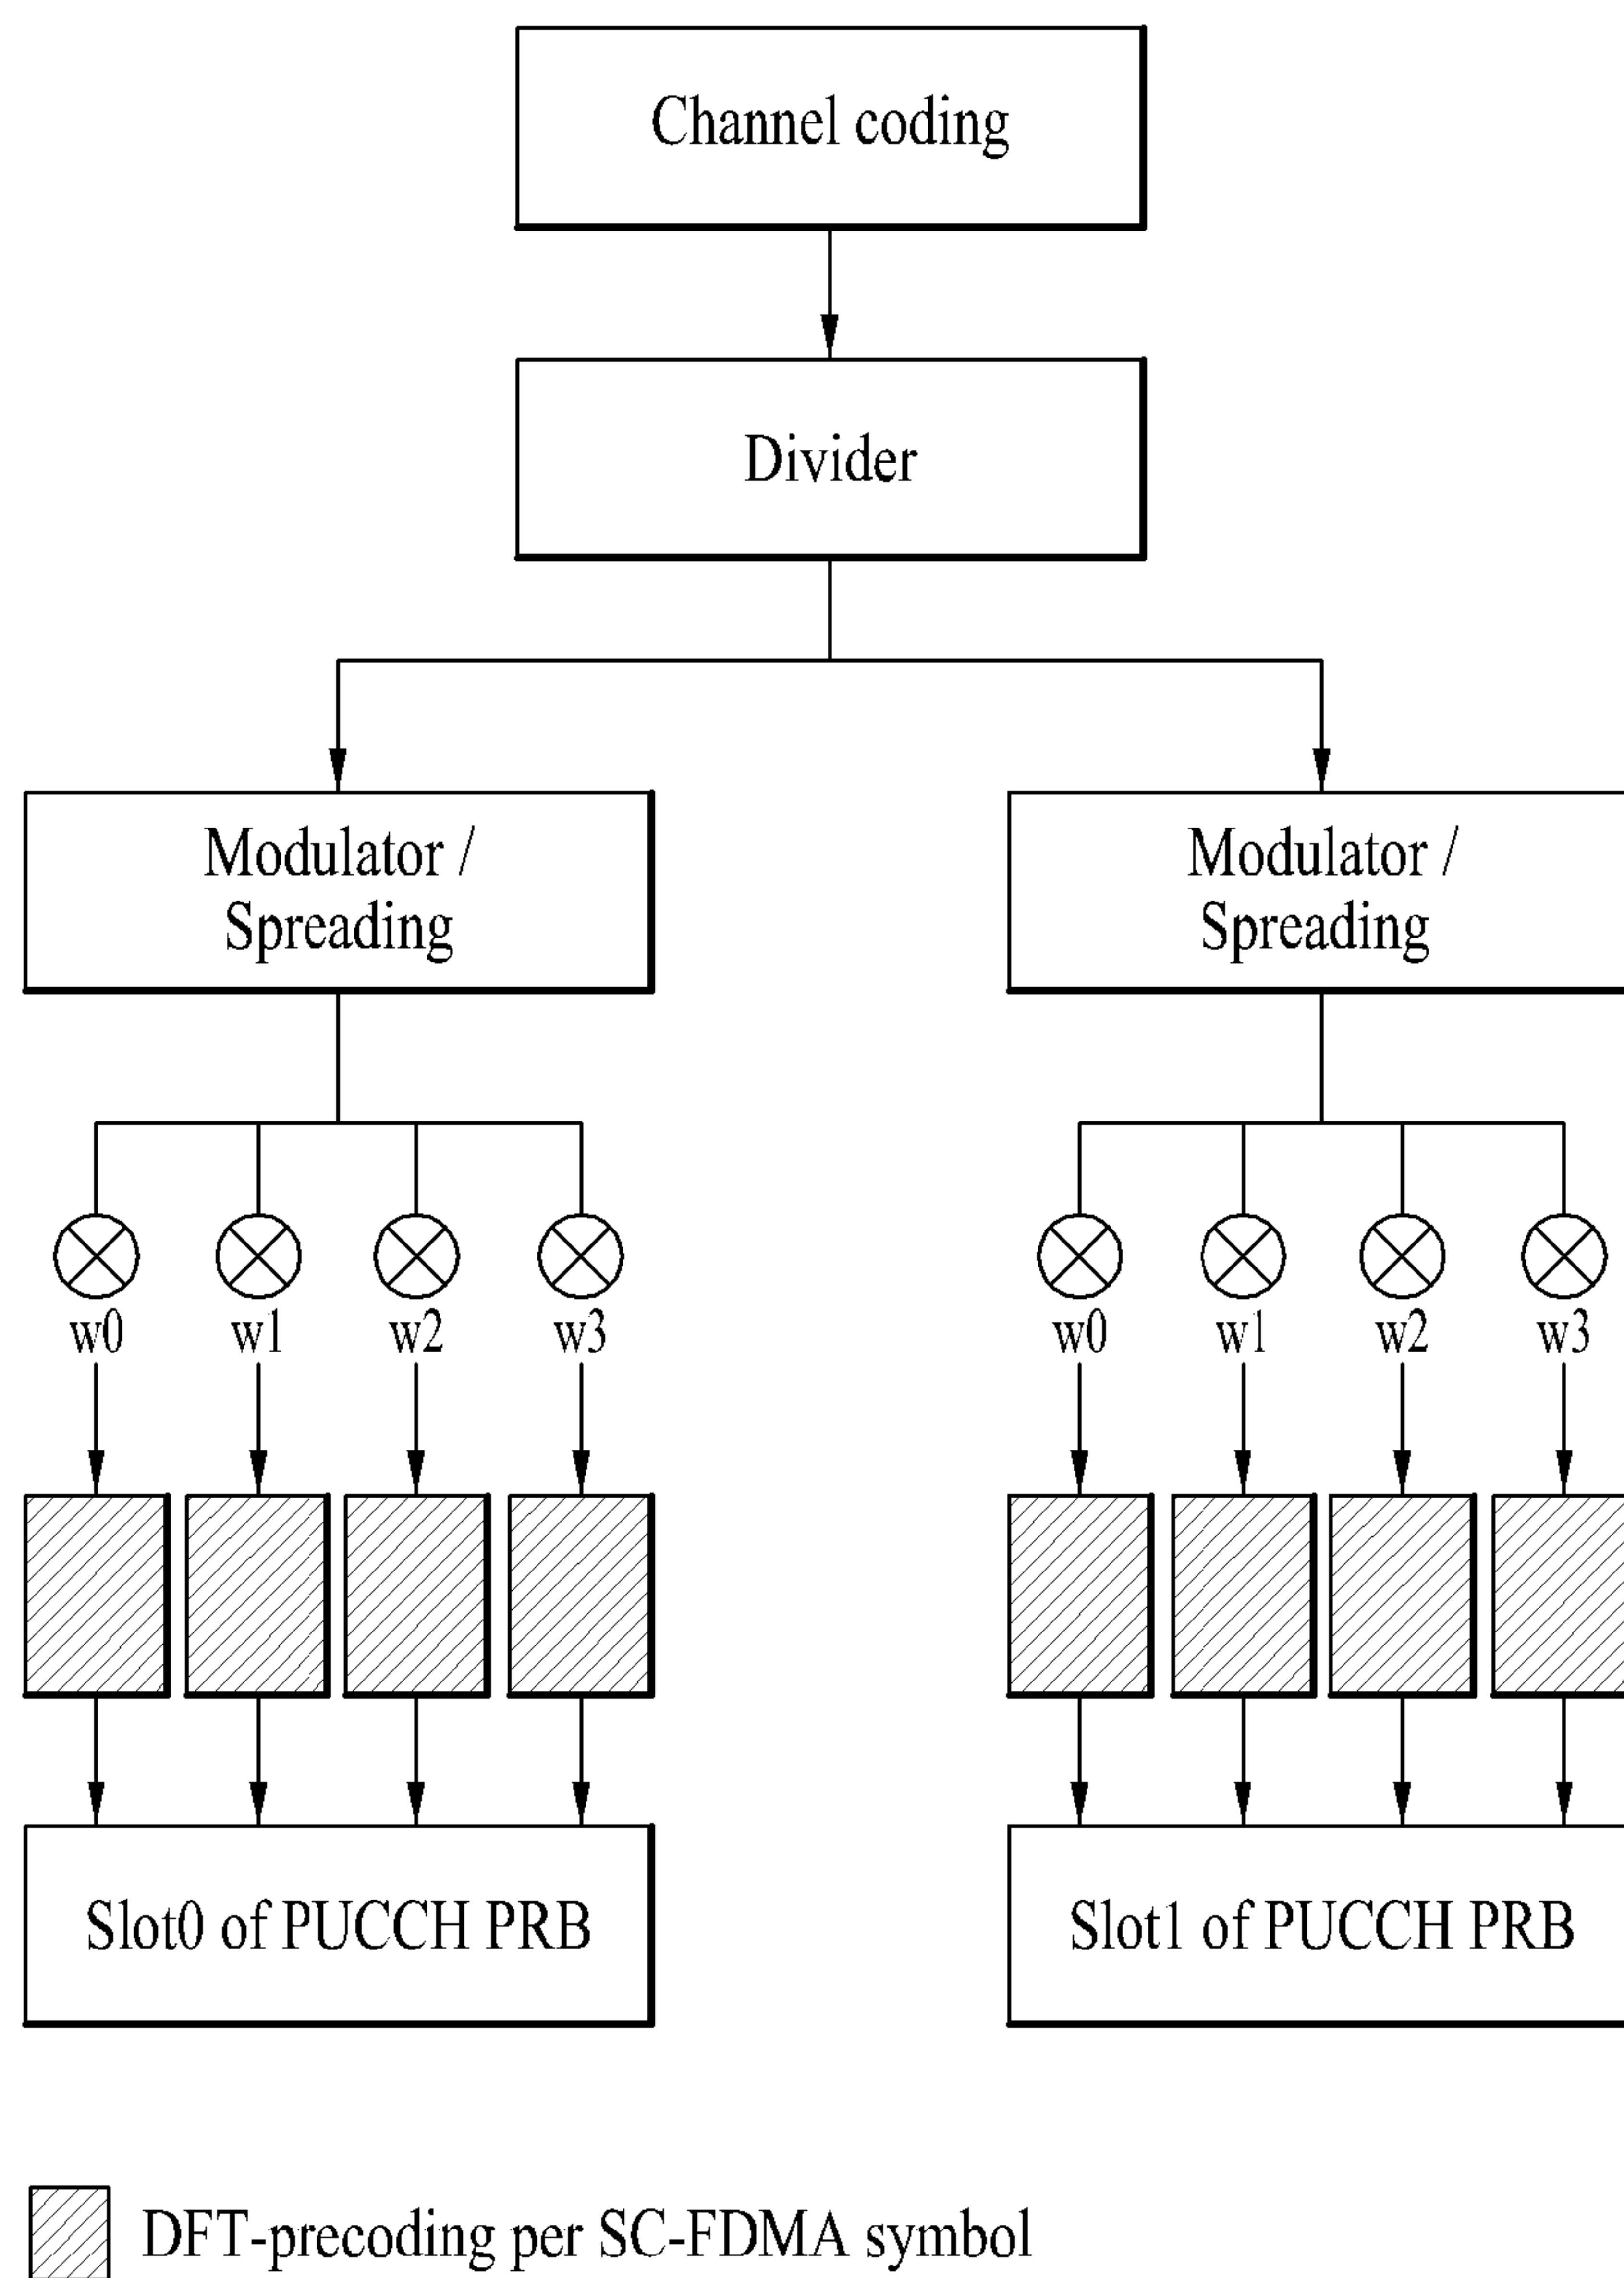 Channel coding
Divider
Modulator /
Spreading
Modulator /
Spreading
w0 w1 w2 w3
w0 w1 w2 w3
Slot0 of PUCCH PRB
Slot1 of PUCCH PRB
DFT-precoding per SC-FDMA symbol